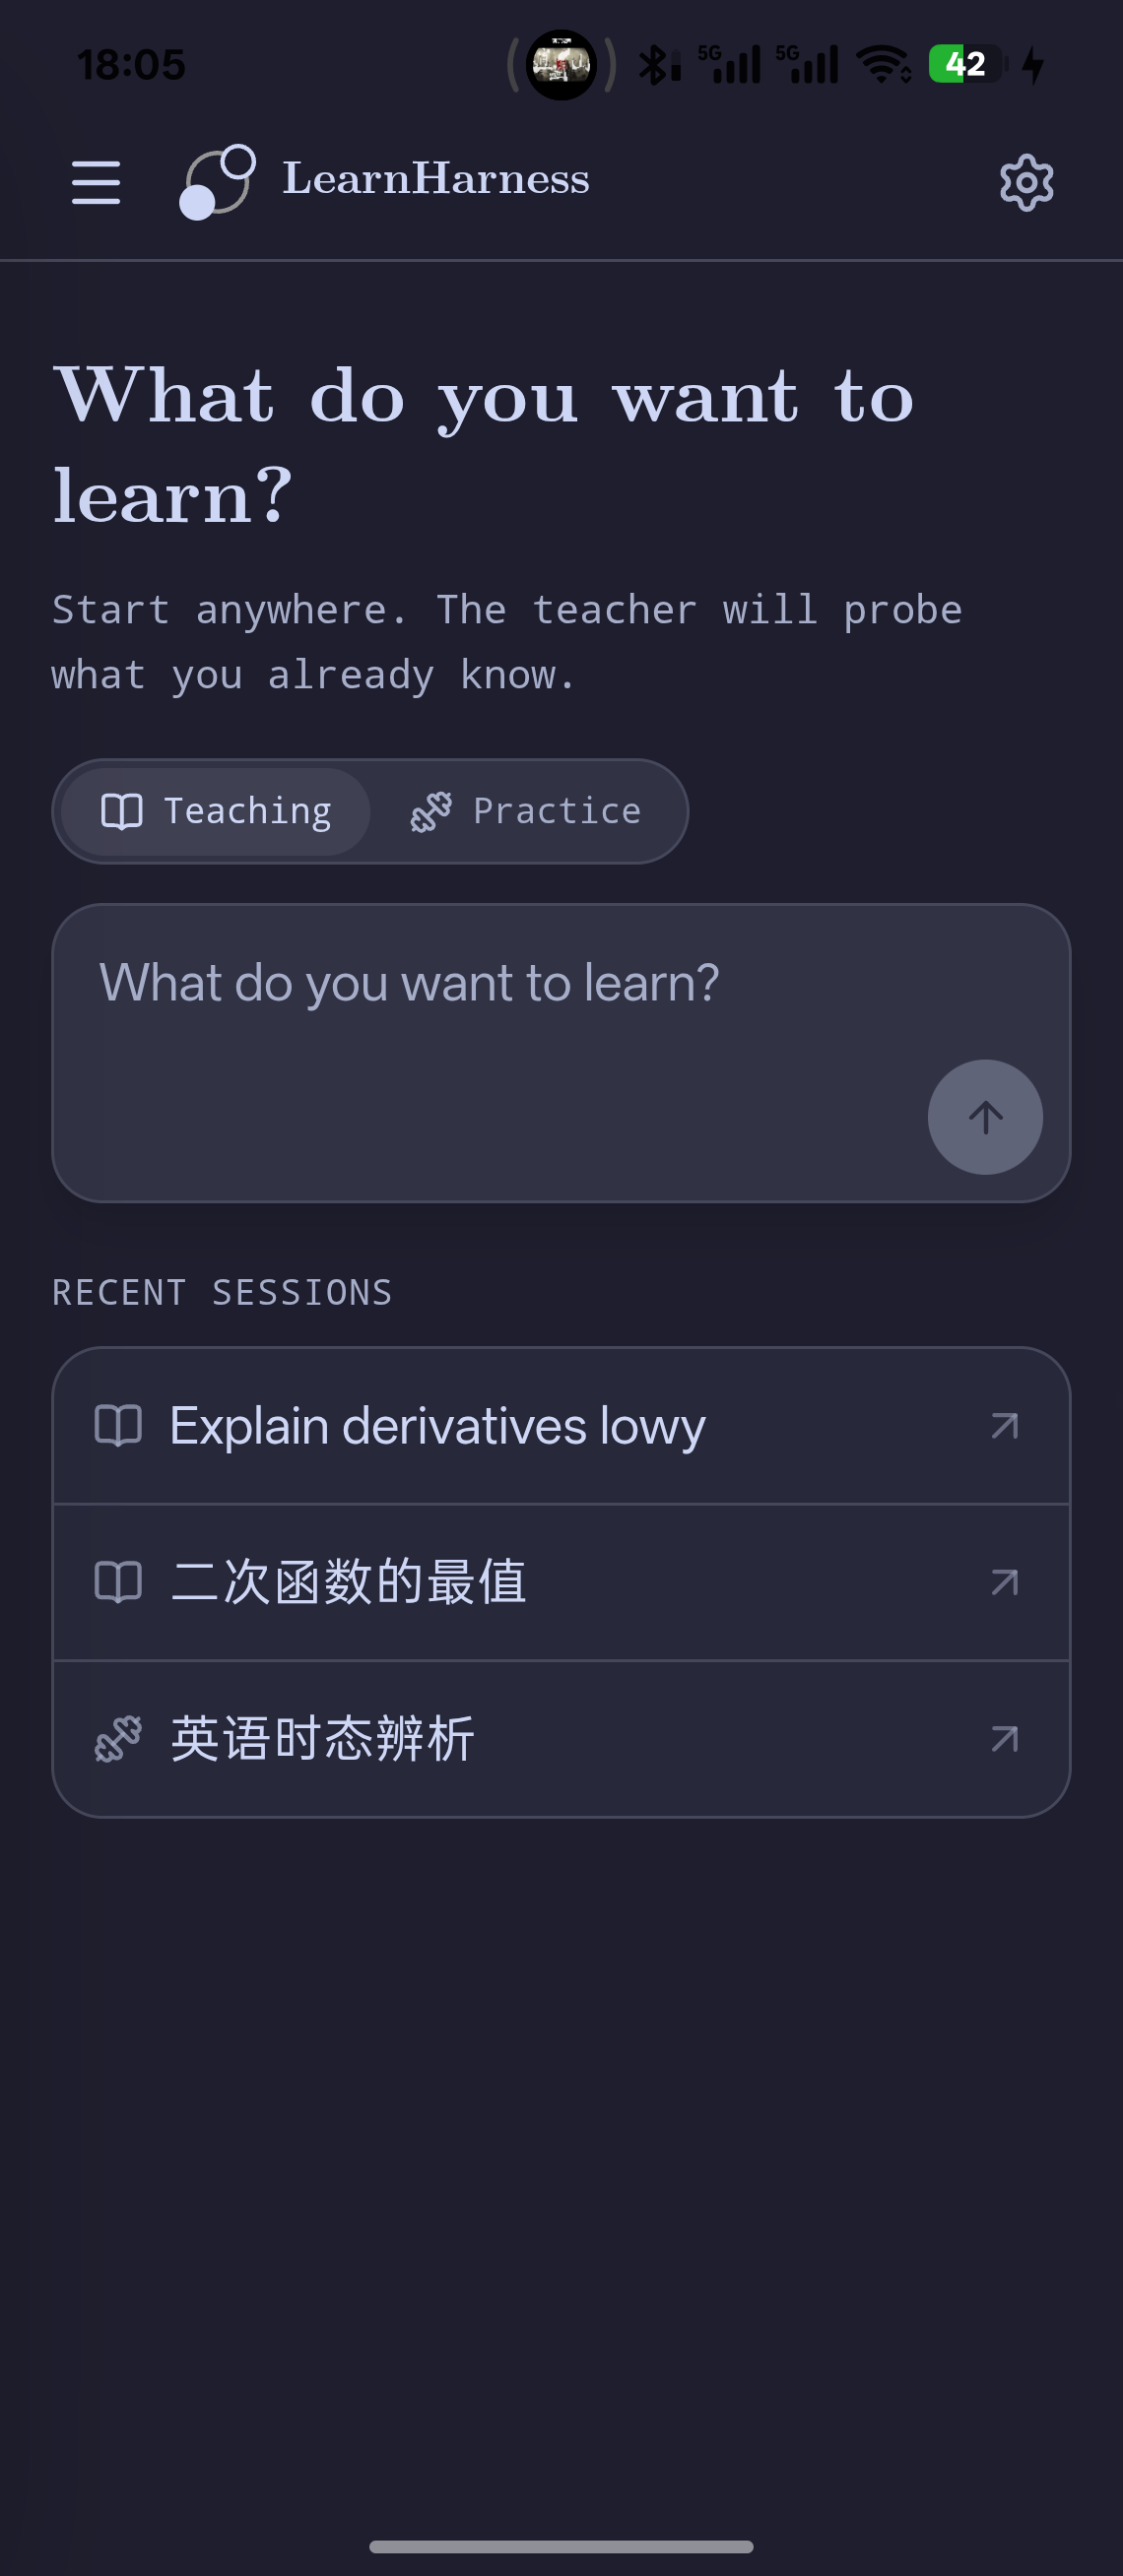 18:05
5G 5G 42
LearnHarness
What do you want to
learn?
Start anywhere. The teacher will probe
what you already know.
Teaching Practice
What do you want to learn?
RECENT SESSIONS
Explain derivatives lowy
二次函数的最值
英语时态辨析